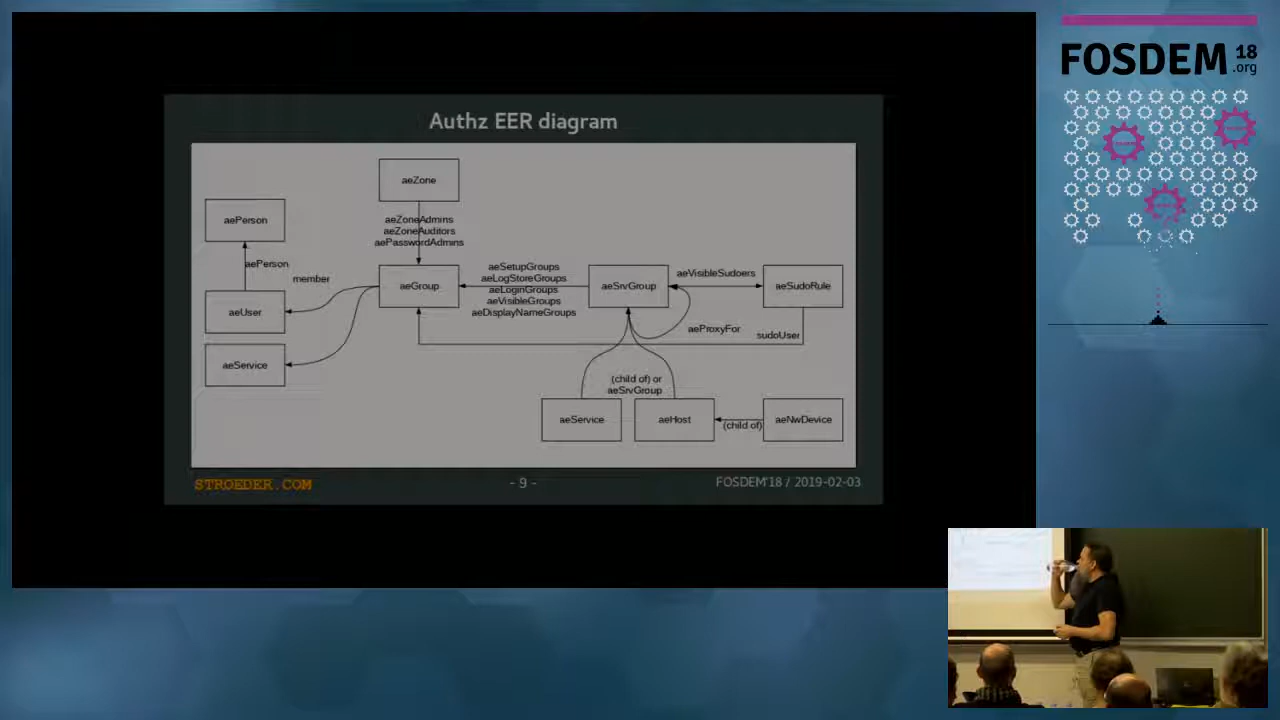 Authz EER diagram
aeZone
aePerson
aeZoneAdmins
aeZoneAuditors
aePasswordAdmins
aePerson
member
aeGroup
aeUser
aeService
aeSetupGroups
aeLogStoreGroups
aeLoginGroups
aeVisibleGroups
aeDisplayNameGroups
aeSrvGroup
aeVisibleSudoers
aeSudoRule
aeProxyFor
sudoUser
(child of) or
aeSrvGroup
aeService
aeHost
(child of)
aeNwDevice
STROEDER.COM
- 9 -
FOSDEM'18 / 2019-02-03
FOSDEM 18
.org